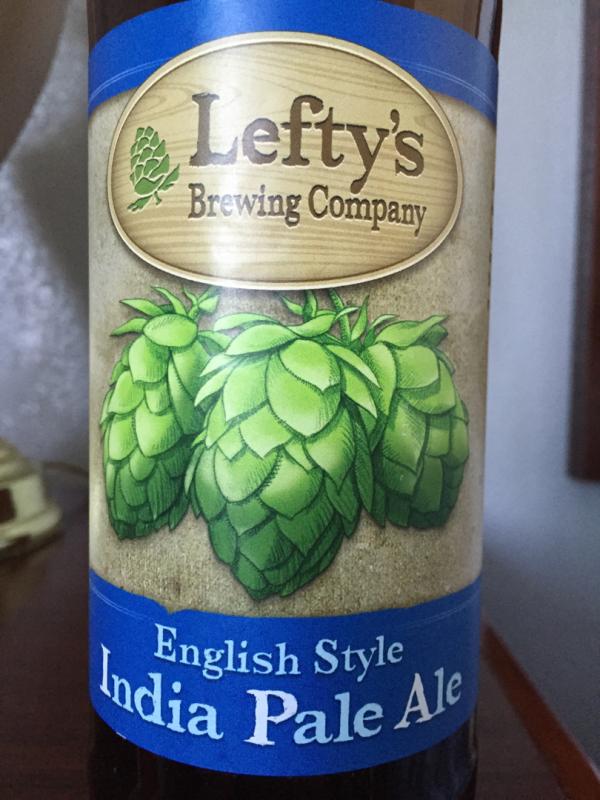 Lefty's
Brewing Company
English Style
India Pale Ale